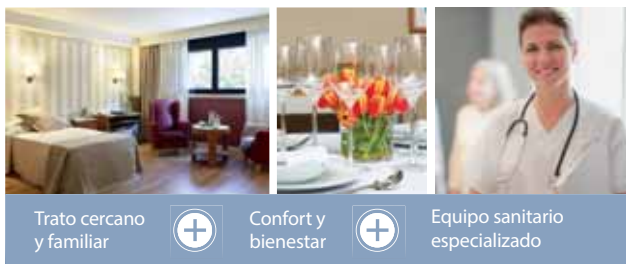 Trato cercano
y familiar
Confort y
bienestar
Equipo sanitario
especializado